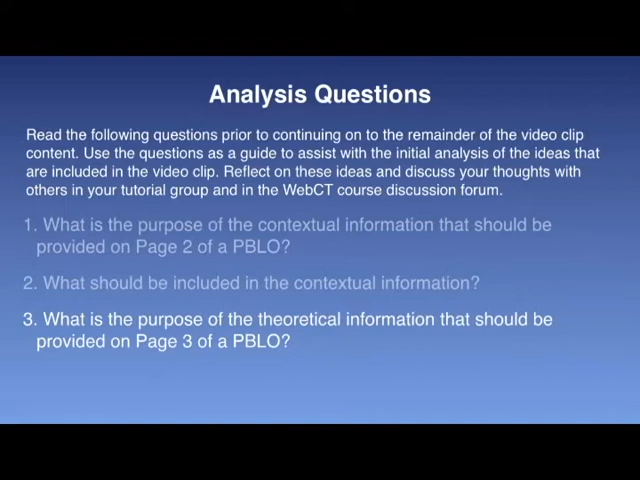 Analysis Questions
Read the following questions prior to continuing on to the remainder of the video clip
content. Use the questions as a guide to assist with the initial analysis of the ideas that
are included in the video clip. Reflect on these ideas and discuss your thoughts with
others in your tutorial group and in the WebCT course discussion forum.
1. What is the purpose of the contextual information that should be
provided on Page 2 of a PBLO?
2. What should be included in the contextual information?
3. What is the purpose of the theoretical information that should be
provided on Page 3 of a PBLO?